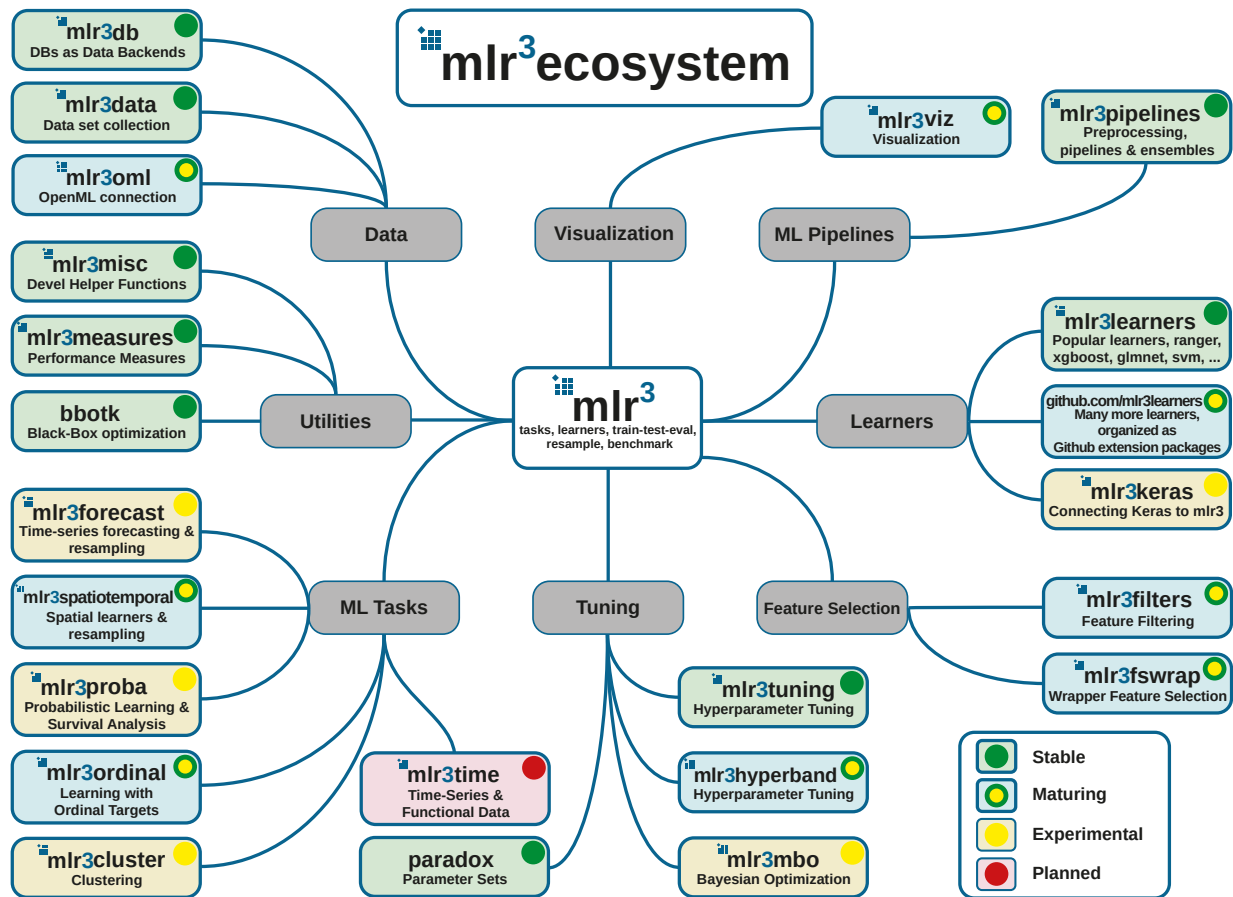 mlr3ecosystem
mlr3db
DBs as Data Backends
mlr3data
Data set collection
mlr3oml
OpenML connection
Data
mlr3viz
Visualization
Visualization
mlr3pipelines
Preprocessing,
pipelines & ensembles
ML Pipelines
mlr3misc
Devel Helper Functions
mlr3measures
Performance Measures
bbotk
Black-Box optimization
Utilities
mlr3
tasks, learners, train-test-eval,
resample, benchmark
Learners
mlr3learners
Popular learners, ranger,
xgboost, glmnet, svm, ...
github.com/mlr3learners
Many more learners,
organized as
Github extension packages
mlr3keras
Connecting Keras to mlr3
mlr3forecast
Time-series forecasting &
resampling
mlr3spatiotemporal
Spatial learners &
resampling
mlr3proba
Probabilistic Learning &
Survival Analysis
mlr3ordinal
Learning with
Ordinal Targets
mlr3cluster
Clustering
ML Tasks
mlr3time
Time-Series &
Functional Data
Tuning
paradox
Parameter Sets
mlr3tuning
Hyperparameter Tuning
mlr3hyperband
Hyperparameter Tuning
mlr3mbo
Bayesian Optimization
Feature Selection
mlr3filters
Feature Filtering
mlr3fswrap
Wrapper Feature Selection
Stable
Maturing
Experimental
Planned